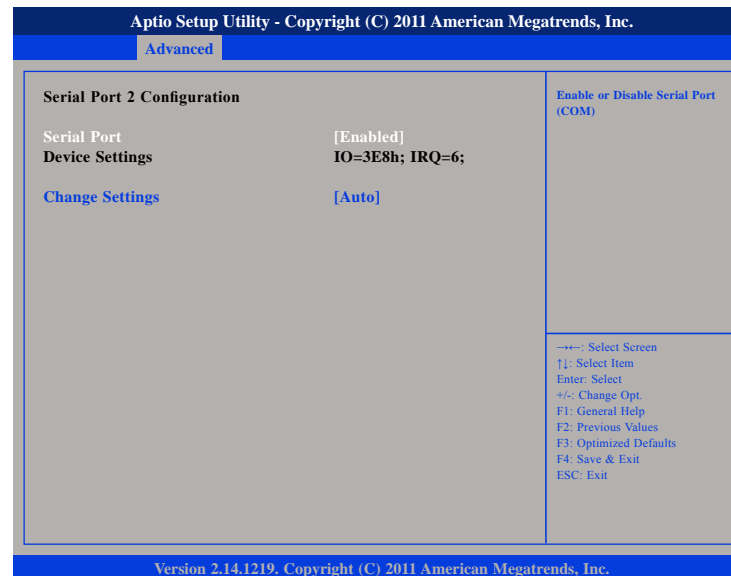 Aptio Setup Utility - Copyright (C) 2011 American Megatrends, Inc.
Advanced
Serial Port 2 Configuration
Serial Port [Enabled]
Device Settings IO=3E8h; IRQ=6;
Change Settings [Auto]
Enable or Disable Serial Port
(COM)
→←: Select Screen
↑↓: Select Item
Enter: Select
+/-: Change Opt.
F1: General Help
F2: Previous Values
F3: Optimized Defaults
F4: Save & Exit
ESC: Exit
Version 2.14.1219. Copyright (C) 2011 American Megatrends, Inc.